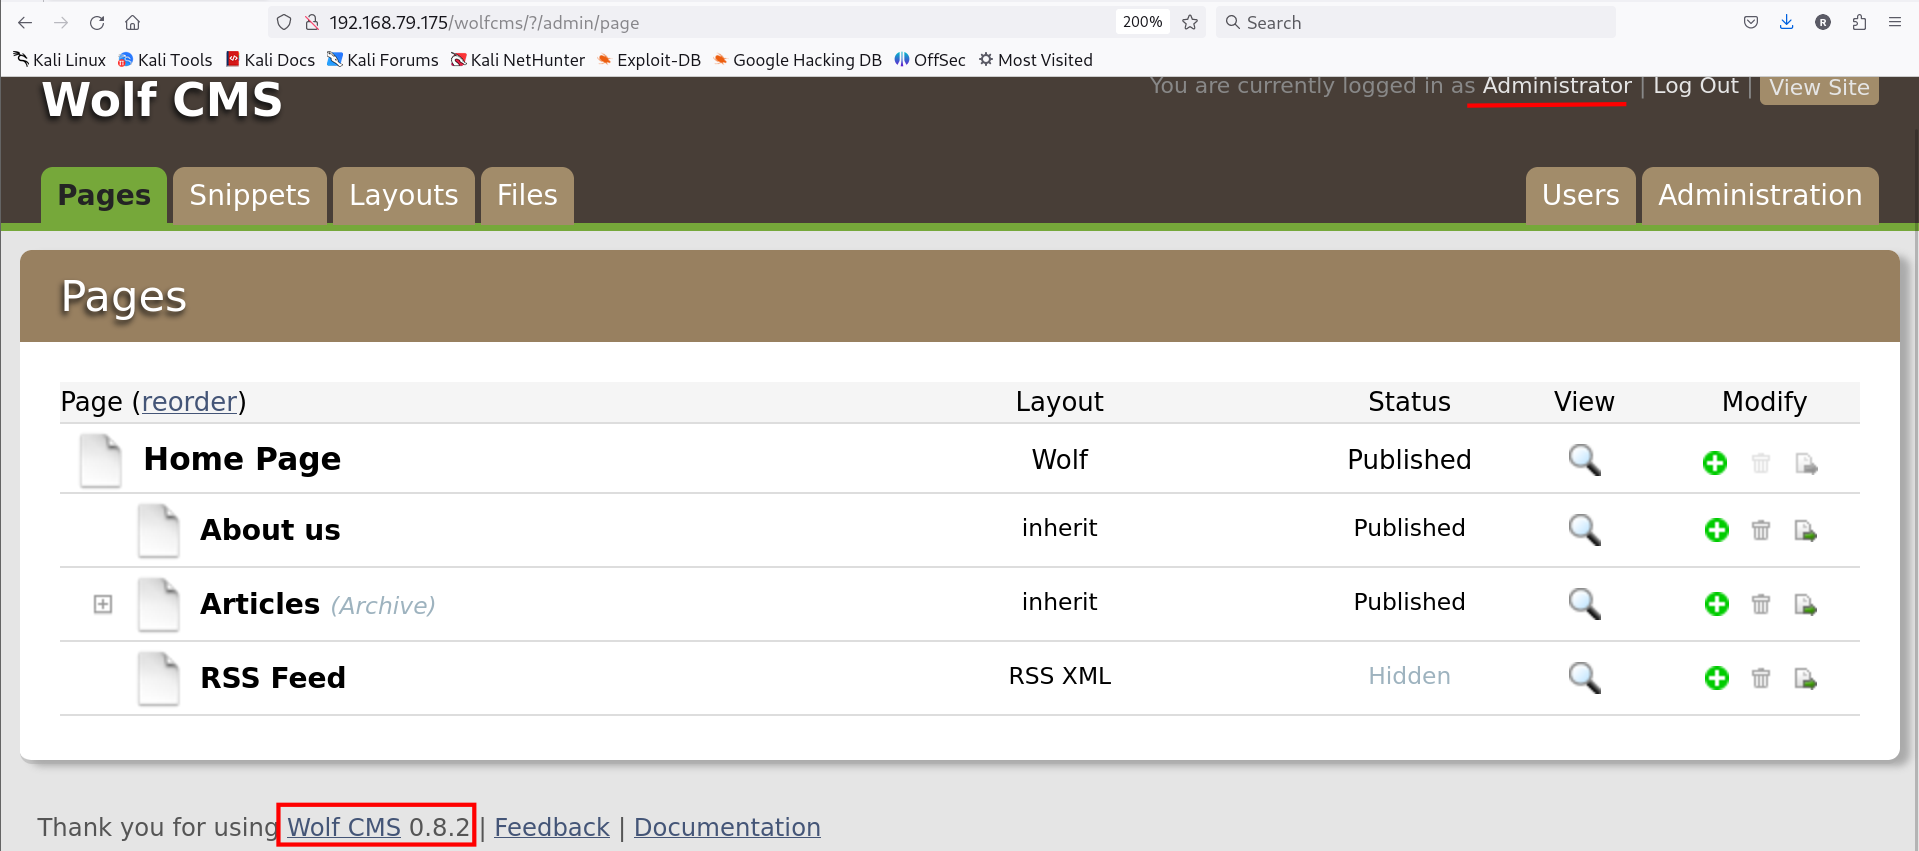 192.168.79.175/wolfcms/?/admin/page 200% Search
Kali Linux Kali Tools Kali Docs Kali Forums Kali NetHunter Exploit-DB Google Hacking DB OffSec Most Visited
Wolf CMS
You are currently logged in as Administrator | Log Out | View Site
Pages Snippets Layouts Files Users Administration
Pages
Page (reorder) Layout Status View Modify
Home Page Wolf Published
About us inherit Published
Articles (Archive) inherit Published
RSS Feed RSS XML Hidden
Thank you for using Wolf CMS 0.8.2 | Feedback | Documentation